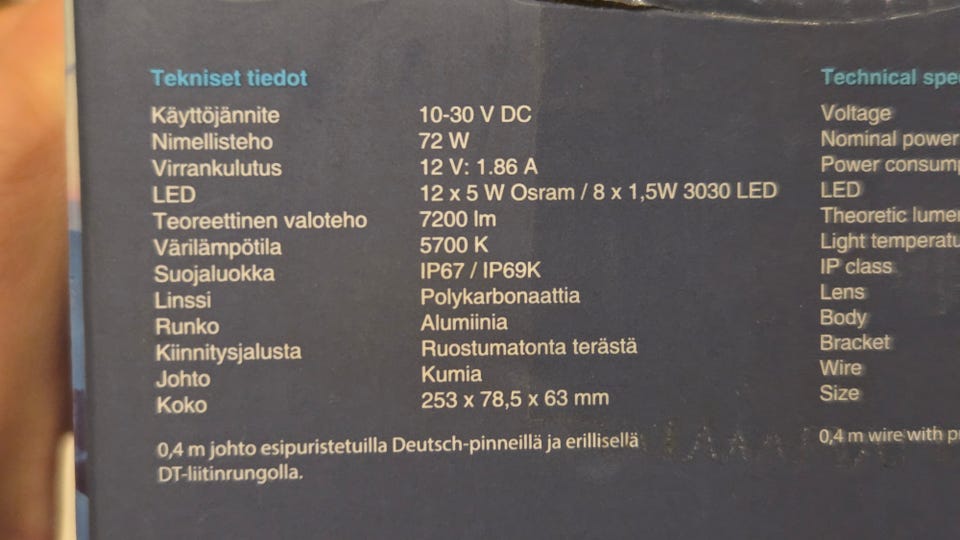 Tekniset tiedot
Käyttöjännite 10-30 V DC
Nimellisteho 72 W
Virrankulutus 12 V: 1.86 A
LED 12 x 5 W Osram / 8 x 1,5W 3030 LED
Teoreettinen valoteho 7200 lm
Värilämpötila 5700 K
Suojaluokka IP67 / IP69K
Linssi Polykarbonaattia
Runko Alumiinia
Kiinnitysjalusta Ruostumatonta terästä
Johto Kumia
Koko 253 x 78,5 x 63 mm
0,4 m johto esipuristetuilla Deutsch-pinneillä ja erillisellä
DT-liitinrungolla.
Technical
Voltage
Nominal power
Power
LED
Theoretic
Light
IP class
Lens
Body
Bracket
Wire
Size
0,4 m wire with